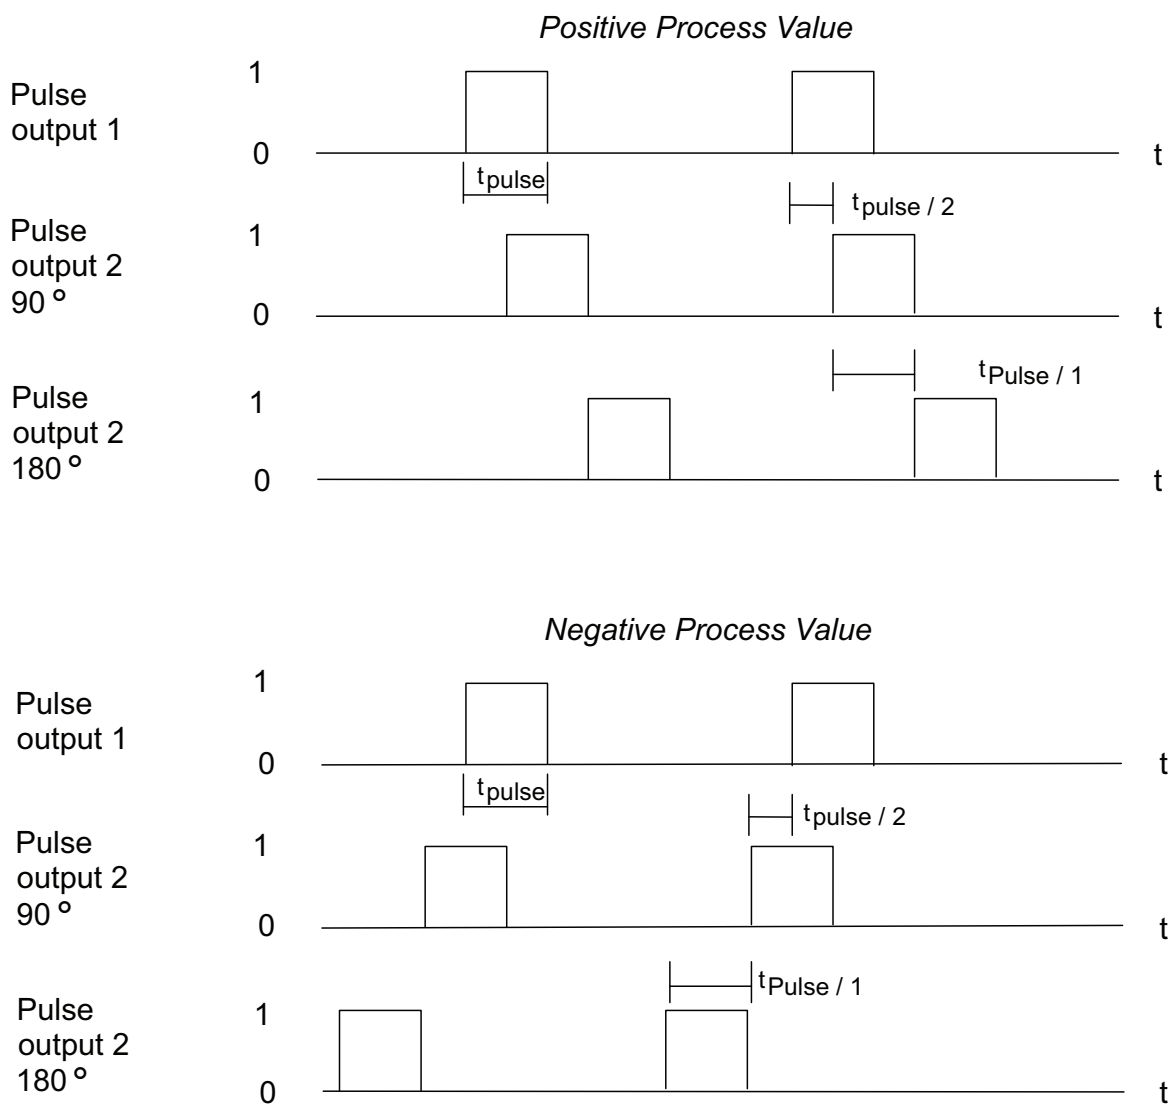 Positive Process Value
Pulse
output 1
1
0
t
tpulse
tpulse / 2
Pulse
output 2
90 °
1
0
t
tPulse / 1
Pulse
output 2
180 °
1
0
t
Negative Process Value
Pulse
output 1
1
0
t
tpulse
tpulse / 2
Pulse
output 2
90 °
1
0
t
tPulse / 1
Pulse
output 2
180 °
1
0
t